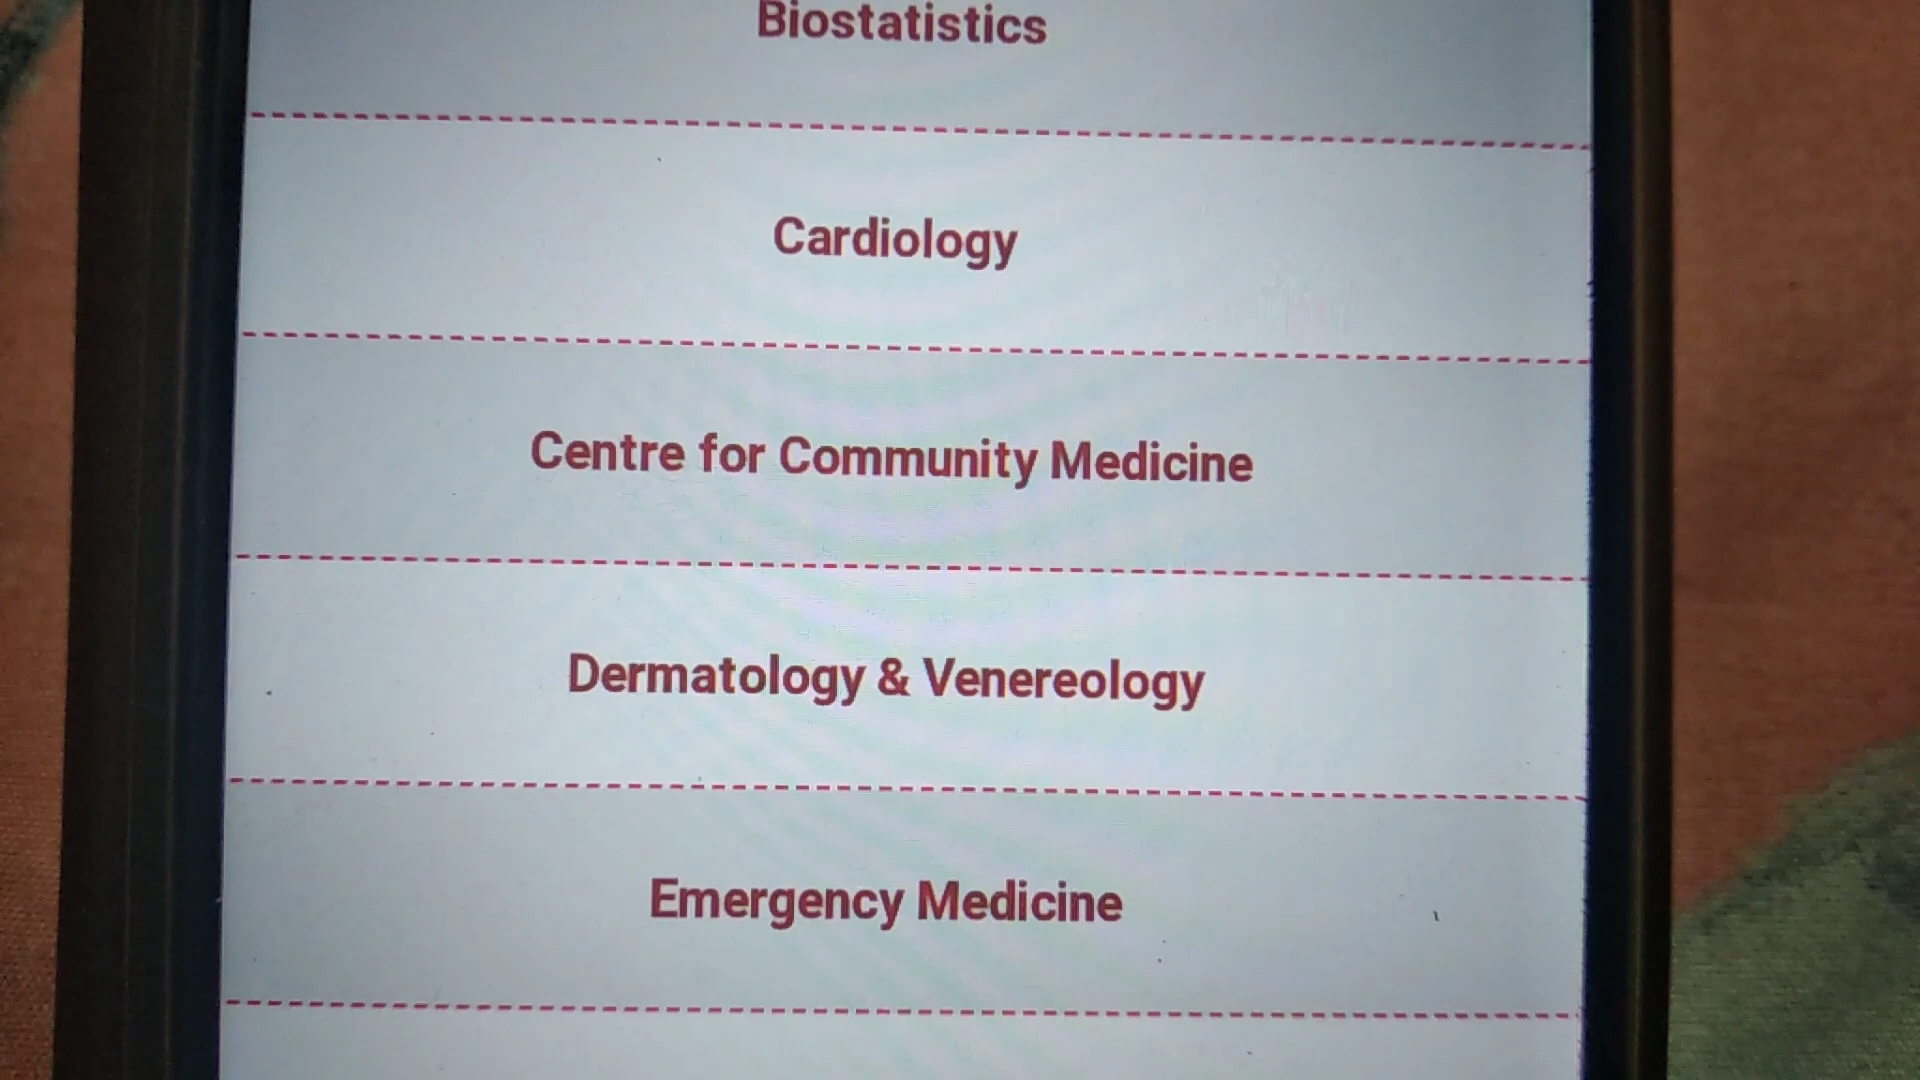 Biostatistics
Cardiology
Centre for Community Medicine
Dermatology & Venereology
Emergency Medicine